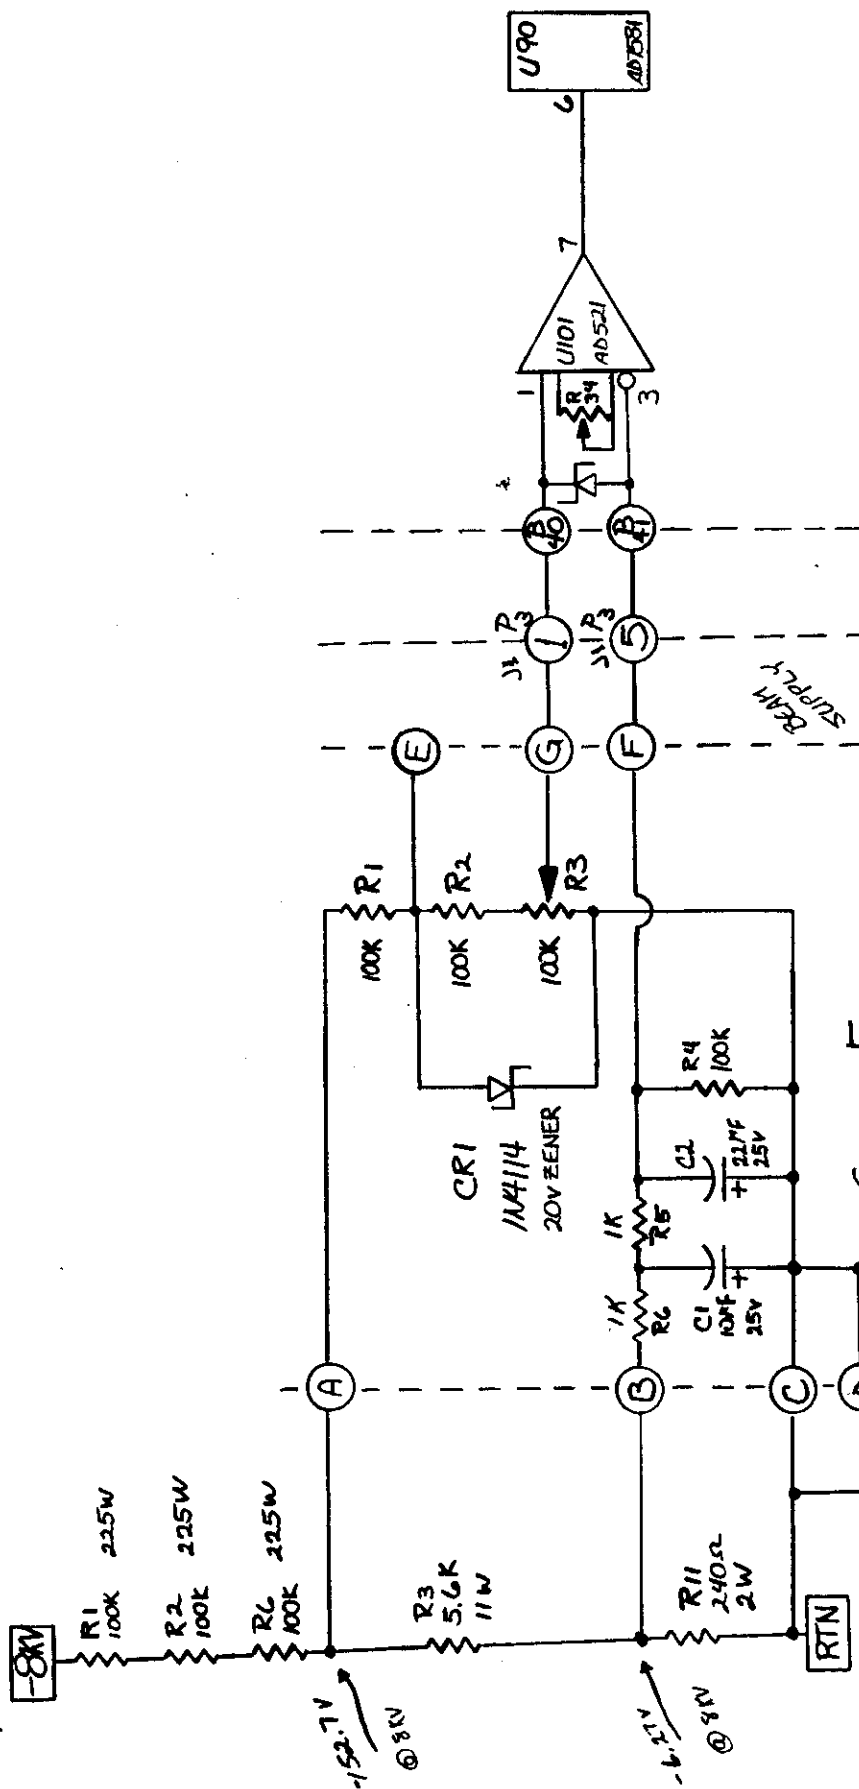 -8KV
R1
100K
225W
R2
100K
225W
R6
100K
225W
-152.7V
@ 8KV
R3
5.6K
11W
-6.27V
@ 8KV
R11
240Ω
2W
RTN
A
B
C
1K
R6
1K
R5
C1
10MF
25V
C2
22MF
25V
R4
100K
CR1
1N4114
20V ZENER
R1
100K
R2
100K
R3
100K
E
G
F
BEAM
SUPPLY
J3
P3
1
P3
5
B
40
B
41
1
3
R
34
U101
AD521
7
6
U90
AD7581